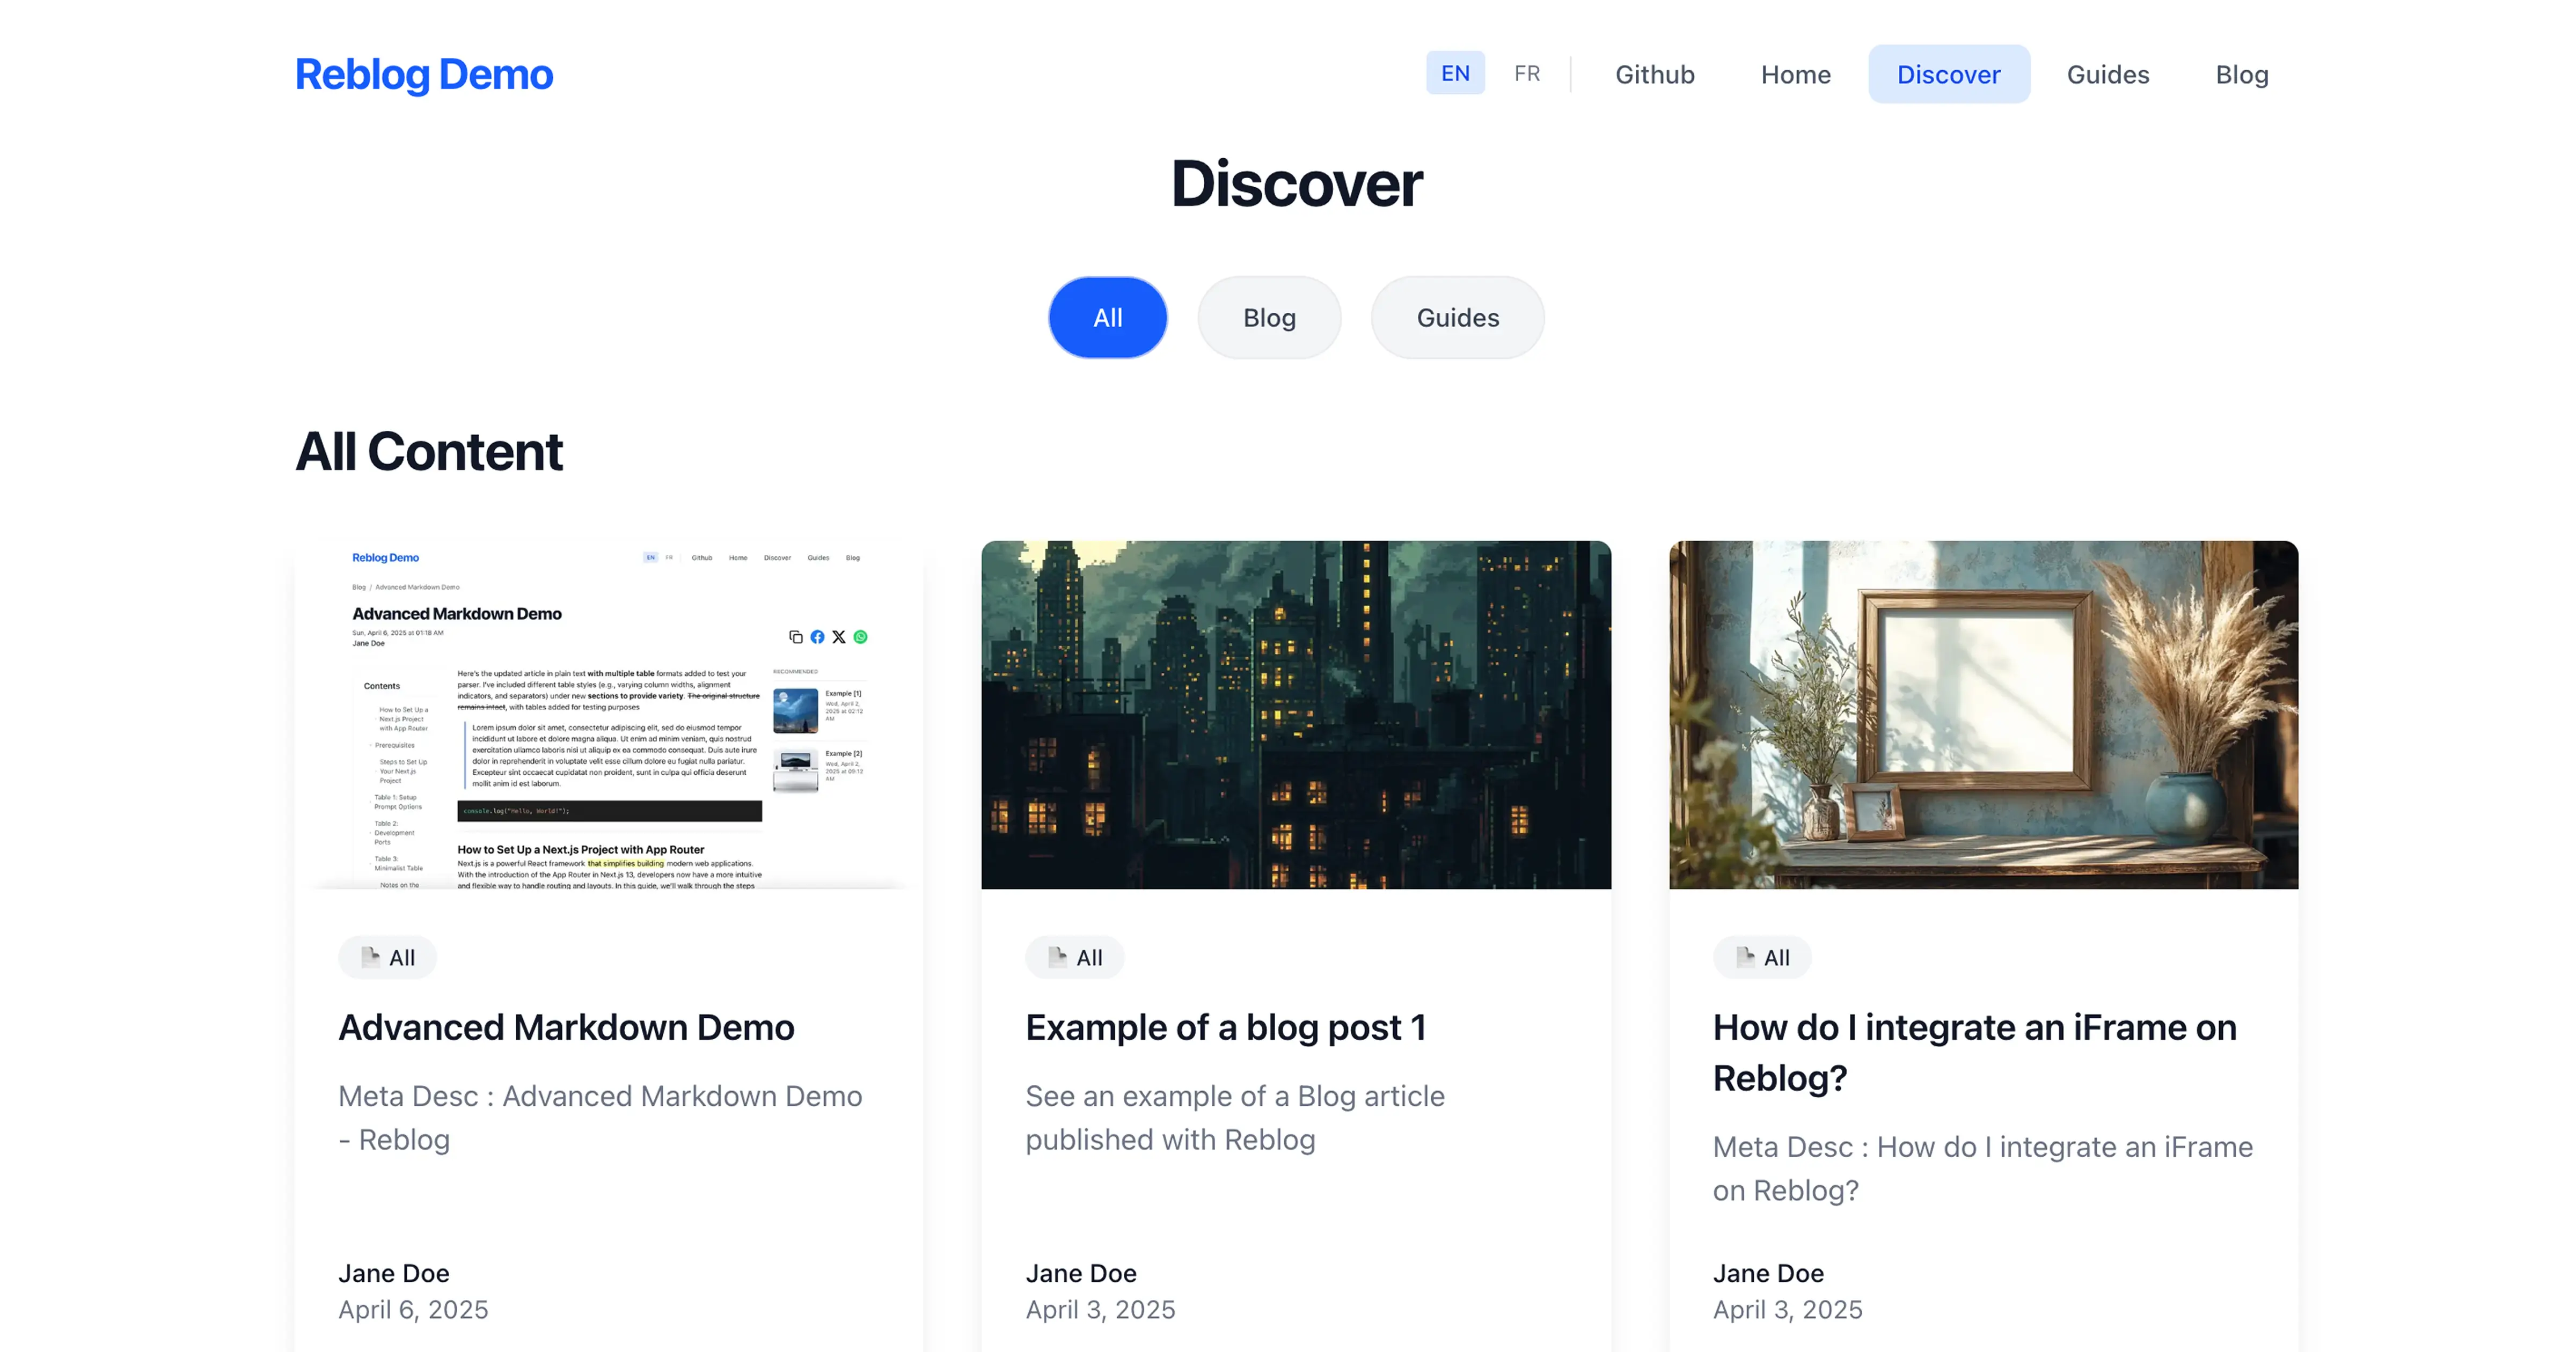 Reblog Demo
EN FR Github Home Discover Guides Blog
Discover
All Blog Guides
All Content
Reblog Demo
EN FR Github Home Discover Guides Blog
Blog / Advanced Markdown Demo
Advanced Markdown Demo
Sun, April 6, 2025 at 01:18 AM
Jane Doe
Contents
How to Set Up a
Next.js Project
with App Router
Prerequisites
Steps to Set Up
Your Next.js
Project
Table 1: Setup
Prompt Options
Table 2:
Development
Ports
Table 3:
Minimalist Table
Notes on the
Here's the updated article in plain text with multiple table formats added to test your
parser. I've included different table styles (e.g., varying column widths, alignment
indicators, and separators) under new sections to provide variety. The original structure
remains intact, with tables added for testing purposes
Lorem ipsum dolor sit amet, consectetur adipiscing elit, sed do eiusmod tempor
incididunt ut labore et dolore magna aliqua. Ut enim ad minim veniam, quis nostrud
exercitation ullamco laboris nisi ut aliquip ex ea commodo consequat. Duis aute irure
dolor in reprehenderit in voluptate velit esse cillum dolore eu fugiat nulla pariatur.
Excepteur sint occaecat cupidatat non proident, sunt in culpa qui officia deserunt
mollit anim id est laborum.
console.log("Hello, World!");
How to Set Up a Next.js Project with App Router
Next.js is a powerful React framework that simplifies building modern web applications.
With the introduction of the App Router in Next.js 13, developers now have a more intuitive
and flexible way to handle routing and layouts. In this guide, we'll walk through the steps
RECOMMENDED
Example [1]
Wed, April 2,
2025 at 02:12
AM
Example [2]
Wed, April 2,
2025 at 00:12
AM
All
Advanced Markdown Demo
Meta Desc : Advanced Markdown Demo
- Reblog
Jane Doe
April 6, 2025
All
Example of a blog post 1
See an example of a Blog article
published with Reblog
Jane Doe
April 3, 2025
All
How do I integrate an iFrame on
Reblog?
Meta Desc : How do I integrate an iFrame
on Reblog?
Jane Doe
April 3, 2025